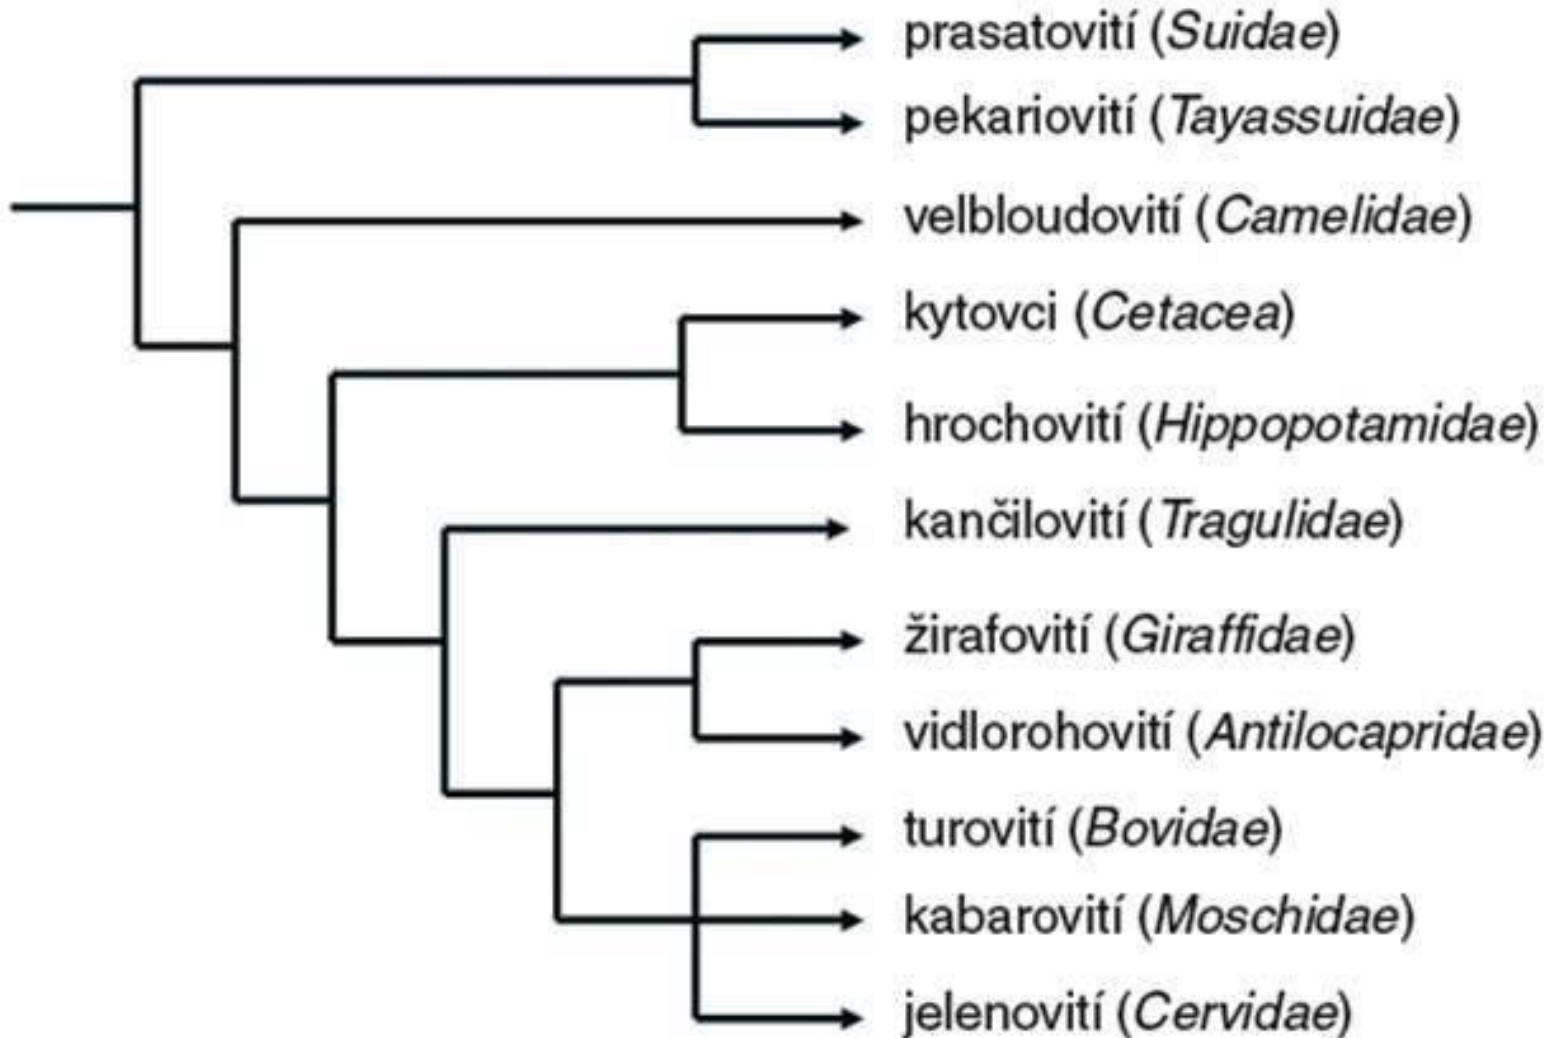 prasatovití (Suidae)
pekariovití (Tayassuidae)
velbloudovití (Camelidae)
kytovci (Cetacea)
hrochovití (Hippopotamidae)
kančilovití (Tragulidae)
žirafovití (Giraffidae)
vidlorohovití (Antilocapridae)
turovití (Bovidae)
kabarovití (Moschidae)
jelenovití (Cervidae)